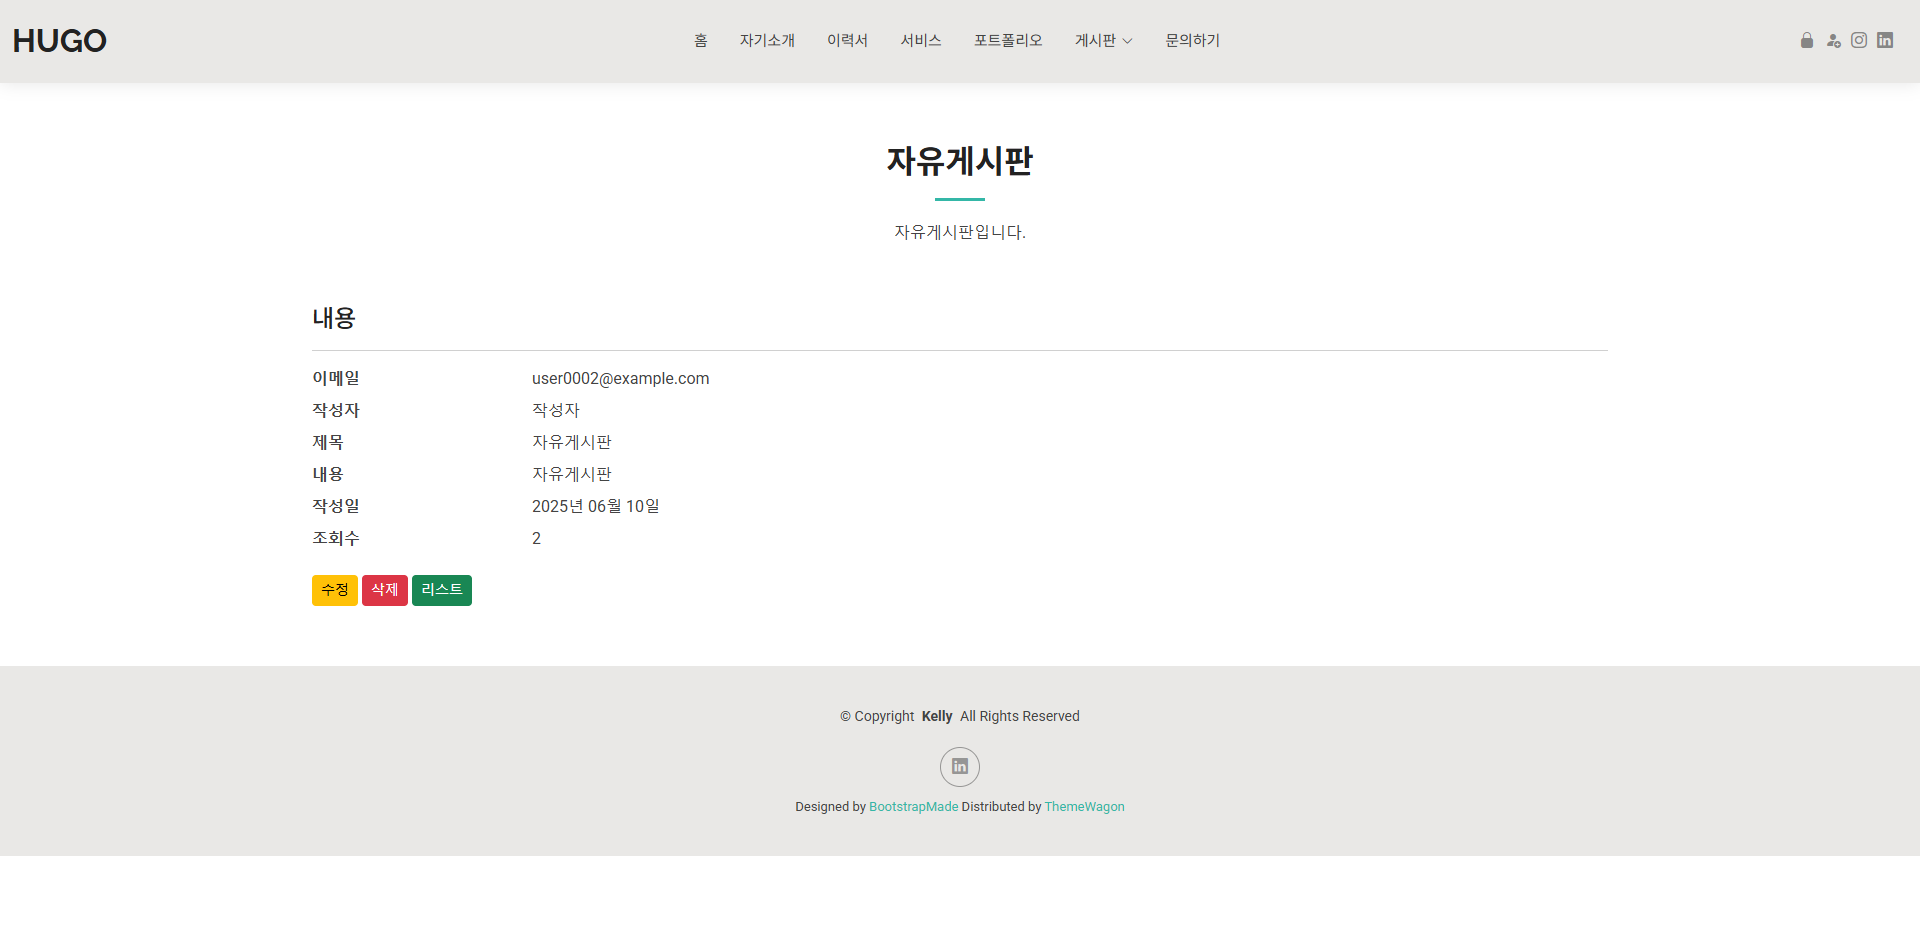 HUGO 홈 자기소개 이력서 서비스 포트폴리오 게시판 문의하기
자유게시판
자유게시판입니다.
내용
이메일 user0002@example.com
작성자 작성자
제목 자유게시판
내용 자유게시판
작성일 2025년 06월 10일
조회수 2
수정 삭제 리스트
© Copyright Kelly All Rights Reserved
in
Designed by BootstrapMade Distributed by ThemeWagon